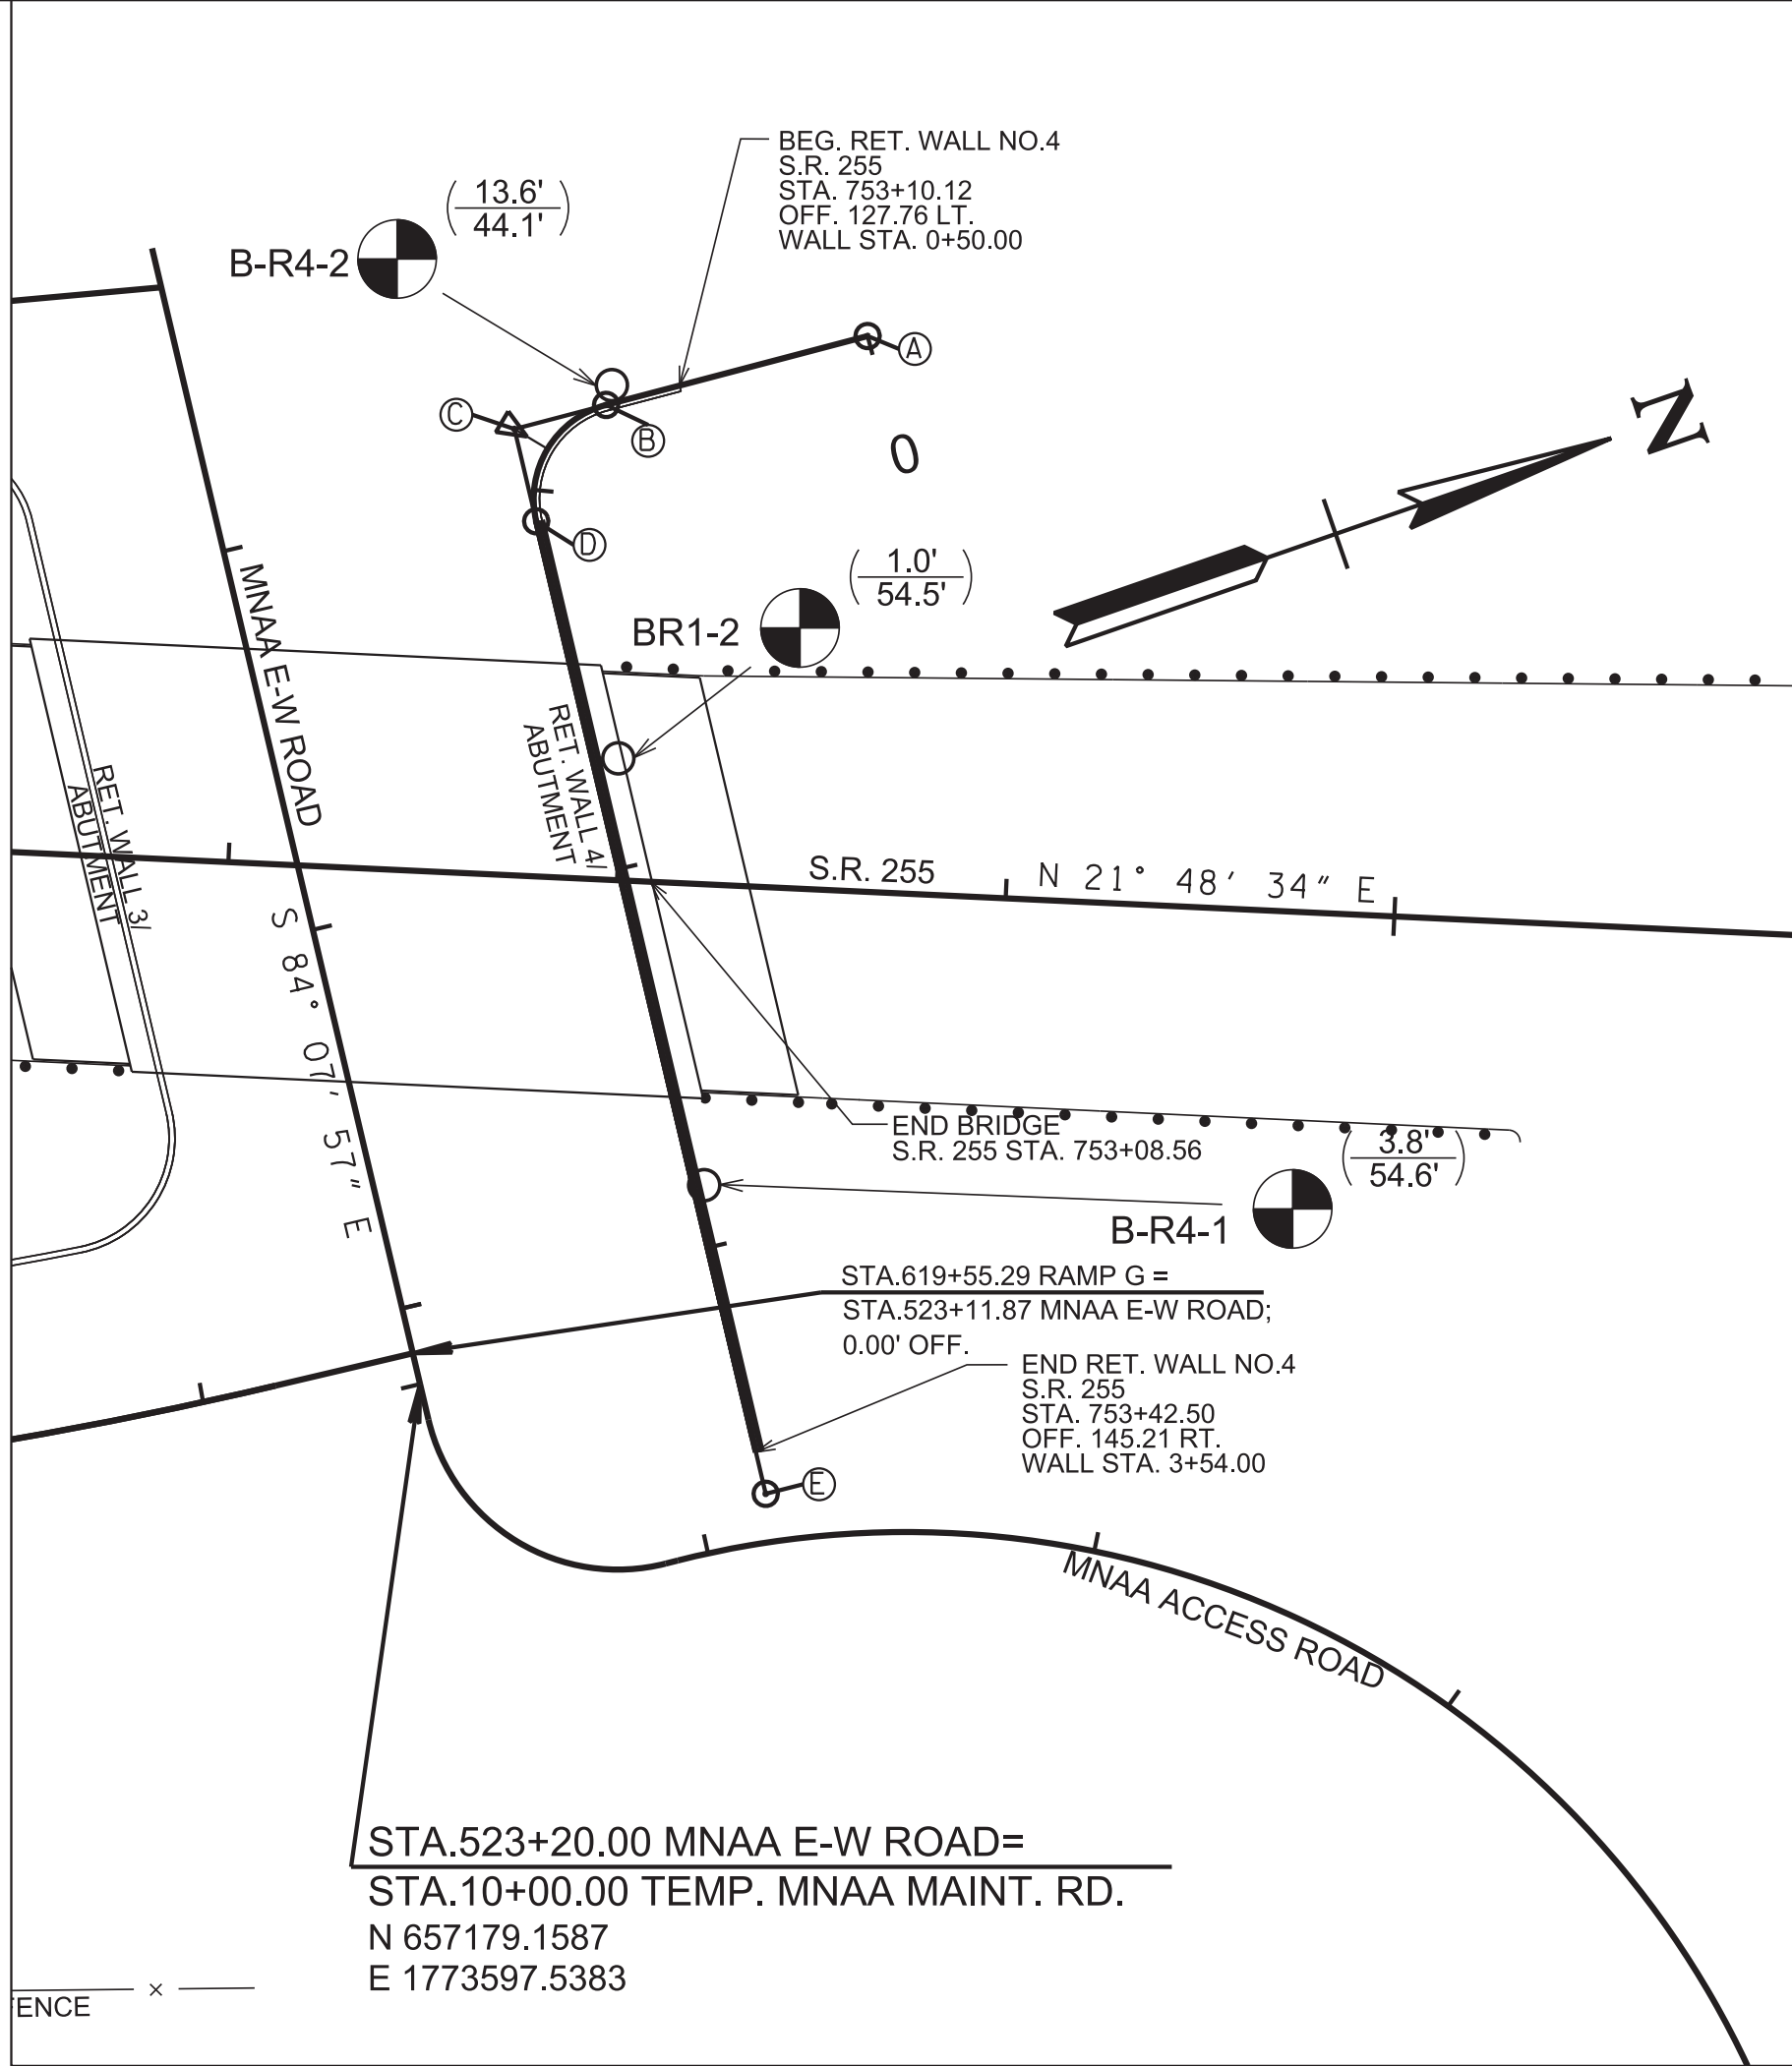 BEG. RET. WALL NO.4
S.R. 255
STA. 753+10.12
OFF. 127.76 LT.
WALL STA. 0+50.00
13.6'
44.1'
B-R4-2
A
C
B
0
N
D
1.0'
54.5'
BR1-2
MNAA E-W ROAD
RET. WALL 4/
ABUTMENT
RET. WALL 3/
ABUTMENT
S.R. 255
N 21° 48' 34" E
S 84° 07' 57" E
END BRIDGE
S.R. 255 STA. 753+08.56
3.8'
54.6'
B-R4-1
STA.619+55.29 RAMP G =
STA.523+11.87 MNAA E-W ROAD;
0.00' OFF.
END RET. WALL NO.4
S.R. 255
STA. 753+42.50
OFF. 145.21 RT.
WALL STA. 3+54.00
E
MNAA ACCESS ROAD
STA.523+20.00 MNAA E-W ROAD=
STA.10+00.00 TEMP. MNAA MAINT. RD.
N 657179.1587
E 1773597.5383
ENCE